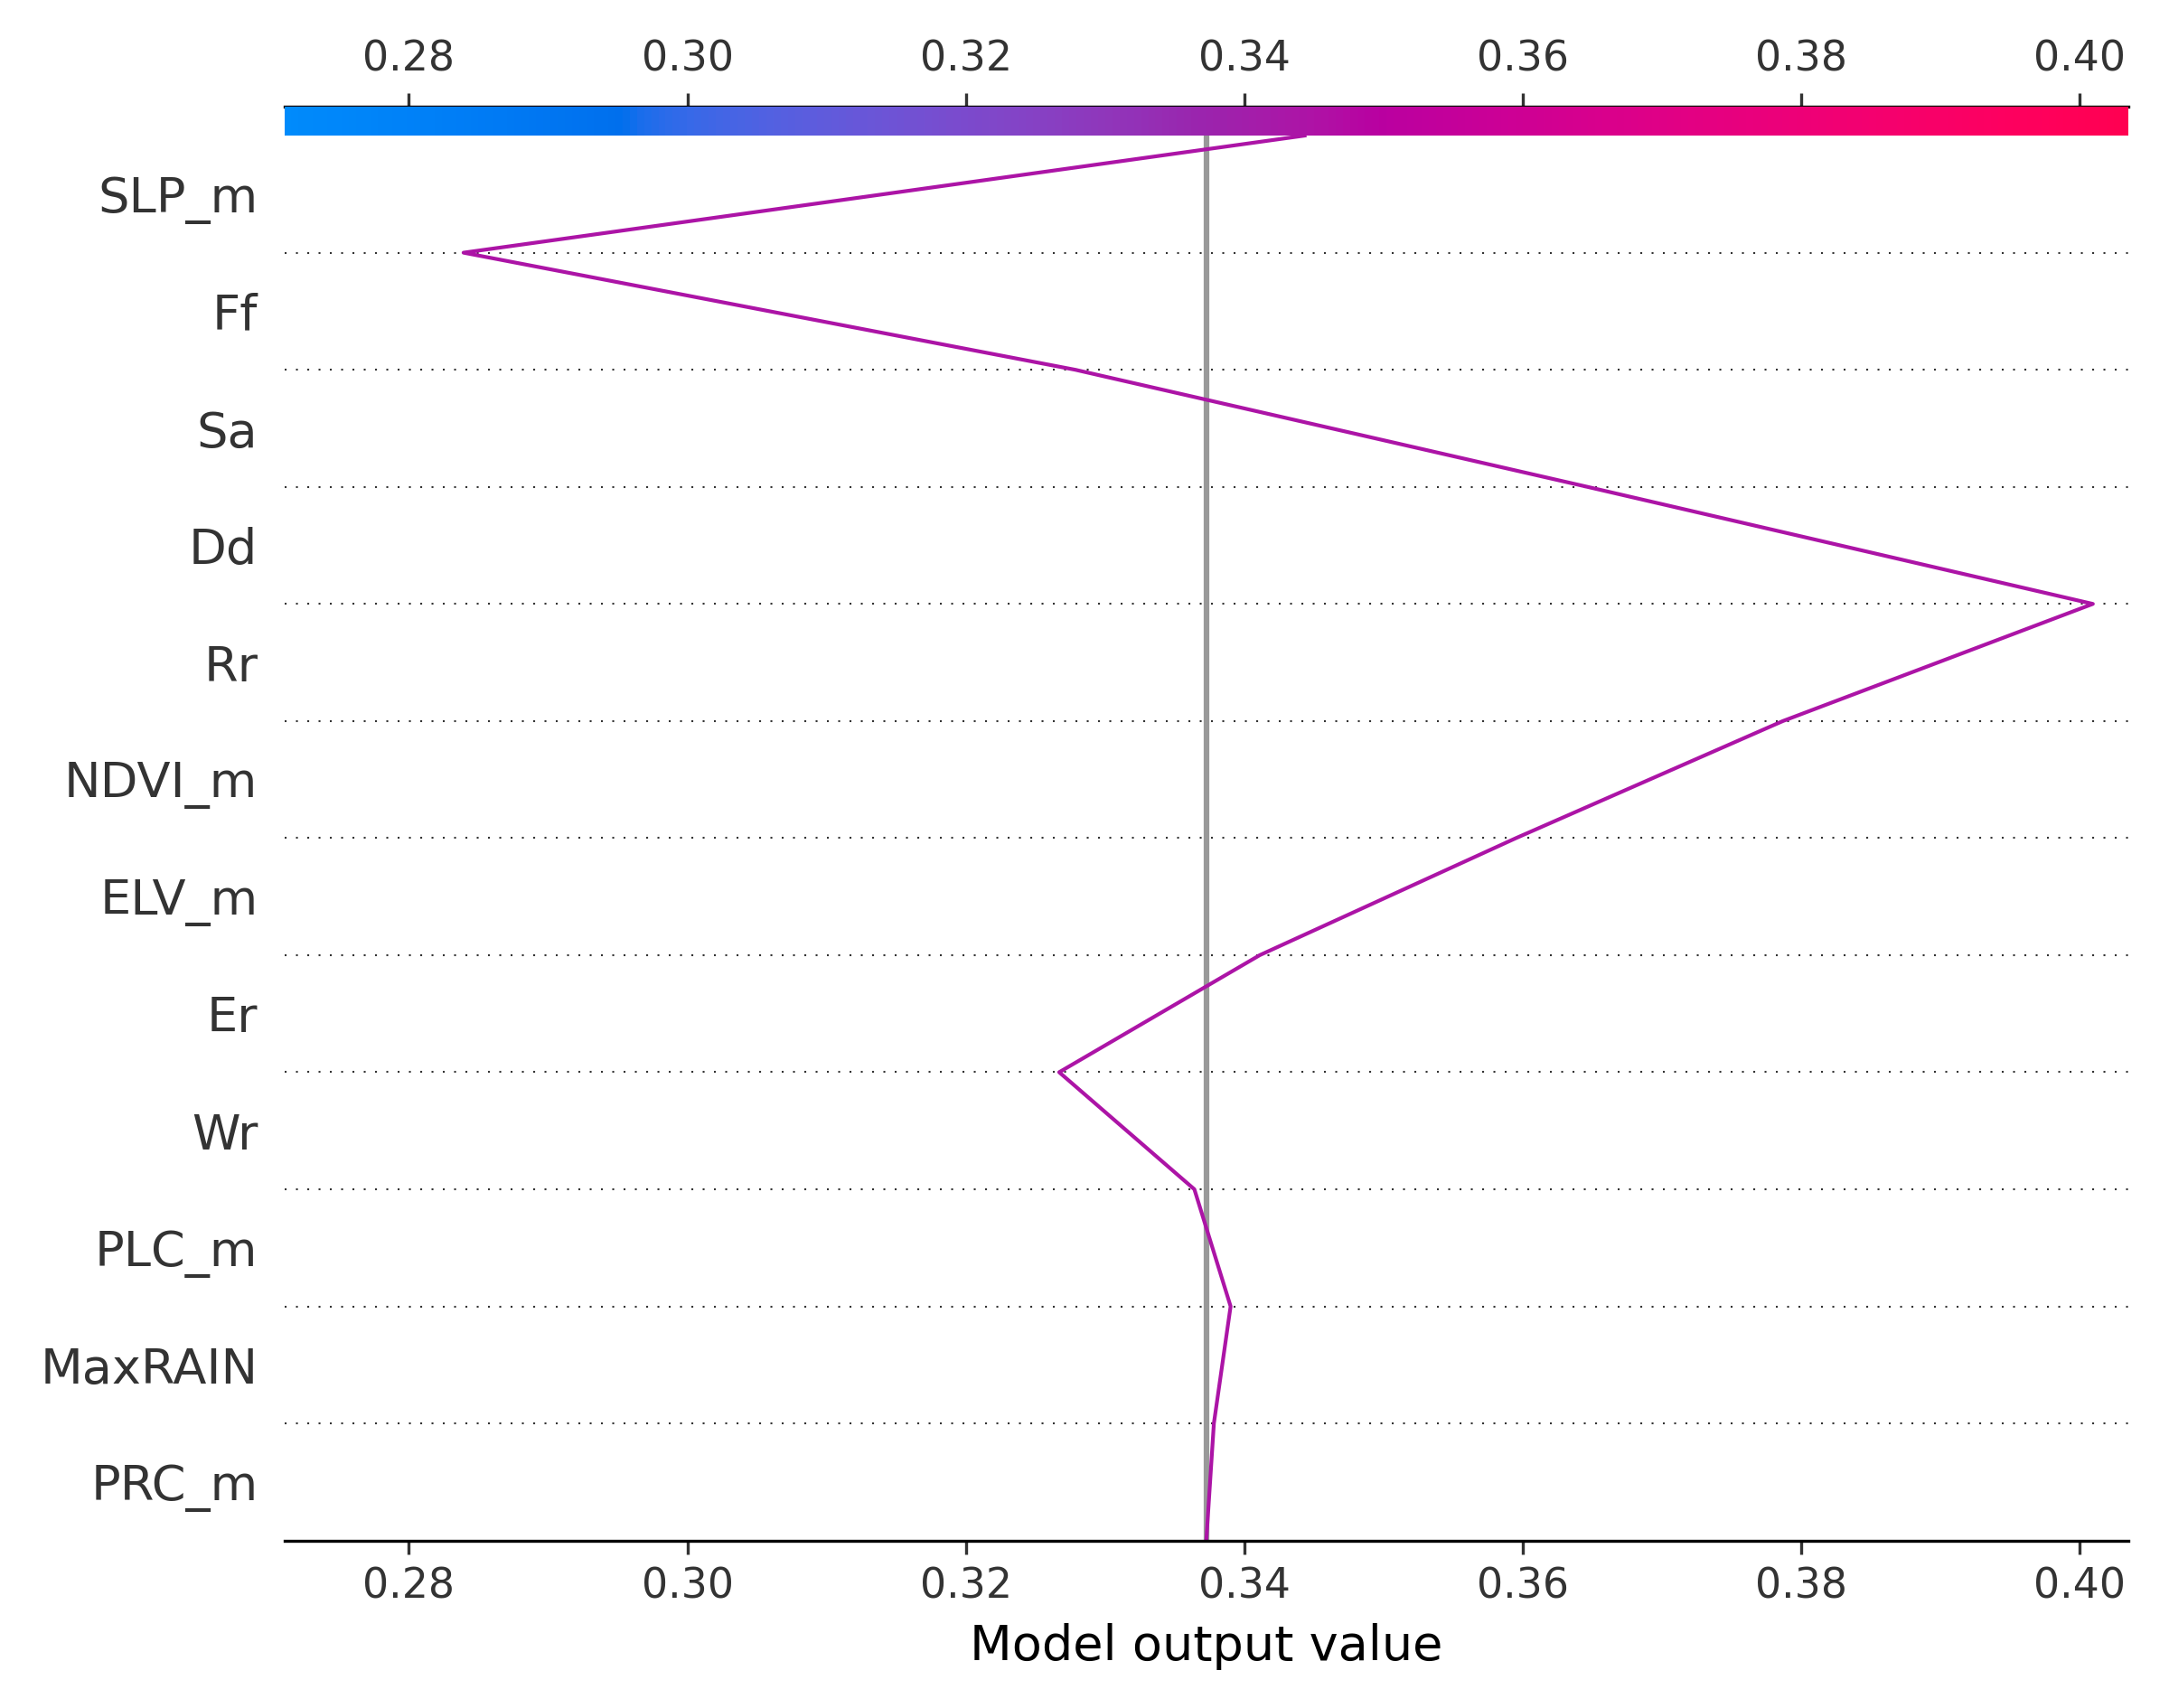 0.28 0.30 0.32 0.34 0.36 0.38 0.40
SLP_m
Ff
Sa
Dd
Rr
NDVI_m
ELV_m
Er
Wr
PLC_m
MaxRAIN
PRC_m
0.28 0.30 0.32 0.34 0.36 0.38 0.40
Model output value